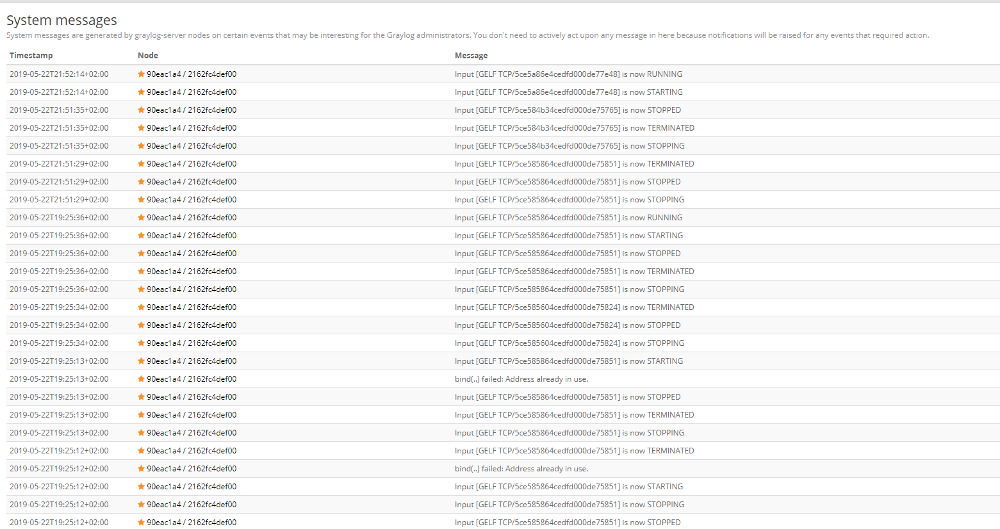 System messages
System messages are generated by graylog-server nodes on certain events that may be interesting for the Graylog administrators. You don't need to actively act upon any message in here because notifications will be raised for any events that required action.
Timestamp Node Message
2019-05-22T21:52:14+02:00 90eac1a4 / 2162fc4def00 Input [GELF TCP/5ce5a86e4cedfd000de77e48] is now RUNNING
2019-05-22T21:52:14+02:00 90eac1a4 / 2162fc4def00 Input [GELF TCP/5ce5a86e4cedfd000de77e48] is now STARTING
2019-05-22T21:51:35+02:00 90eac1a4 / 2162fc4def00 Input [GELF TCP/5ce584b34cedfd000de75765] is now STOPPED
2019-05-22T21:51:35+02:00 90eac1a4 / 2162fc4def00 Input [GELF TCP/5ce584b34cedfd000de75765] is now TERMINATED
2019-05-22T21:51:35+02:00 90eac1a4 / 2162fc4def00 Input [GELF TCP/5ce584b34cedfd000de75765] is now STOPPING
2019-05-22T21:51:29+02:00 90eac1a4 / 2162fc4def00 Input [GELF TCP/5ce585864cedfd000de75851] is now TERMINATED
2019-05-22T21:51:29+02:00 90eac1a4 / 2162fc4def00 Input [GELF TCP/5ce585864cedfd000de75851] is now STOPPED
2019-05-22T21:51:29+02:00 90eac1a4 / 2162fc4def00 Input [GELF TCP/5ce585864cedfd000de75851] is now STOPPING
2019-05-22T19:25:36+02:00 90eac1a4 / 2162fc4def00 Input [GELF TCP/5ce585864cedfd000de75851] is now RUNNING
2019-05-22T19:25:36+02:00 90eac1a4 / 2162fc4def00 Input [GELF TCP/5ce585864cedfd000de75851] is now STARTING
2019-05-22T19:25:36+02:00 90eac1a4 / 2162fc4def00 Input [GELF TCP/5ce585864cedfd000de75851] is now STOPPED
2019-05-22T19:25:36+02:00 90eac1a4 / 2162fc4def00 Input [GELF TCP/5ce585864cedfd000de75851] is now TERMINATED
2019-05-22T19:25:36+02:00 90eac1a4 / 2162fc4def00 Input [GELF TCP/5ce585864cedfd000de75851] is now STOPPING
2019-05-22T19:25:34+02:00 90eac1a4 / 2162fc4def00 Input [GELF TCP/5ce585604cedfd000de75824] is now TERMINATED
2019-05-22T19:25:34+02:00 90eac1a4 / 2162fc4def00 Input [GELF TCP/5ce585604cedfd000de75824] is now STOPPED
2019-05-22T19:25:34+02:00 90eac1a4 / 2162fc4def00 Input [GELF TCP/5ce585604cedfd000de75824] is now STOPPING
2019-05-22T19:25:13+02:00 90eac1a4 / 2162fc4def00 Input [GELF TCP/5ce585864cedfd000de75851] is now STARTING
2019-05-22T19:25:13+02:00 90eac1a4 / 2162fc4def00 bind(..) failed: Address already in use.
2019-05-22T19:25:13+02:00 90eac1a4 / 2162fc4def00 Input [GELF TCP/5ce585864cedfd000de75851] is now STOPPED
2019-05-22T19:25:13+02:00 90eac1a4 / 2162fc4def00 Input [GELF TCP/5ce585864cedfd000de75851] is now TERMINATED
2019-05-22T19:25:13+02:00 90eac1a4 / 2162fc4def00 Input [GELF TCP/5ce585864cedfd000de75851] is now STOPPING
2019-05-22T19:25:12+02:00 90eac1a4 / 2162fc4def00 Input [GELF TCP/5ce585864cedfd000de75851] is now TERMINATED
2019-05-22T19:25:12+02:00 90eac1a4 / 2162fc4def00 bind(..) failed: Address already in use.
2019-05-22T19:25:12+02:00 90eac1a4 / 2162fc4def00 Input [GELF TCP/5ce585864cedfd000de75851] is now STARTING
2019-05-22T19:25:12+02:00 90eac1a4 / 2162fc4def00 Input [GELF TCP/5ce585864cedfd000de75851] is now STOPPING
2019-05-22T19:25:12+02:00 90eac1a4 / 2162fc4def00 Input [GELF TCP/5ce585864cedfd000de75851] is now STOPPED